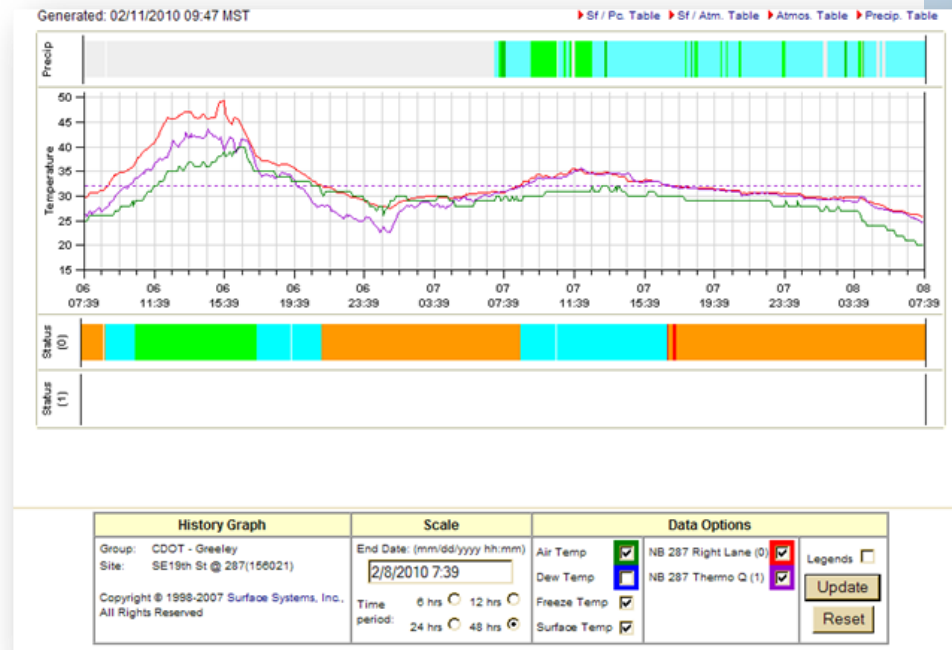 Generated: 02/11/2010 09:47 MST
Sf / Pc. Table Sf / Atm. Table Atmos. Table Precip. Table
Precip
Temperature
50
45
40
35
30
25
20
15
06 06 06 06 06 07 07 07 07 07 07 07 08
07:39 11:39 15:39 19:39 23:39 03:39 07:39 11:39 15:39 19:39 23:39 03:39 07:39
Status (0)
Status (1)
History Graph
Group: CDOT - Greeley
Site: SE19th St @ 287(156021)
Copyright © 1998-2007 Surface Systems, Inc.,
All Rights Reserved
Scale
End Date: (mm/dd/yyyy hh:mm)
2/8/2010 7:39
Time period:
6 hrs 12 hrs
24 hrs 48 hrs
Data Options
Air Temp
Dew Temp
Freeze Temp
Surface Temp
NB 287 Right Lane (0)
NB 287 Thermo Q (1)
Legends
Update
Reset